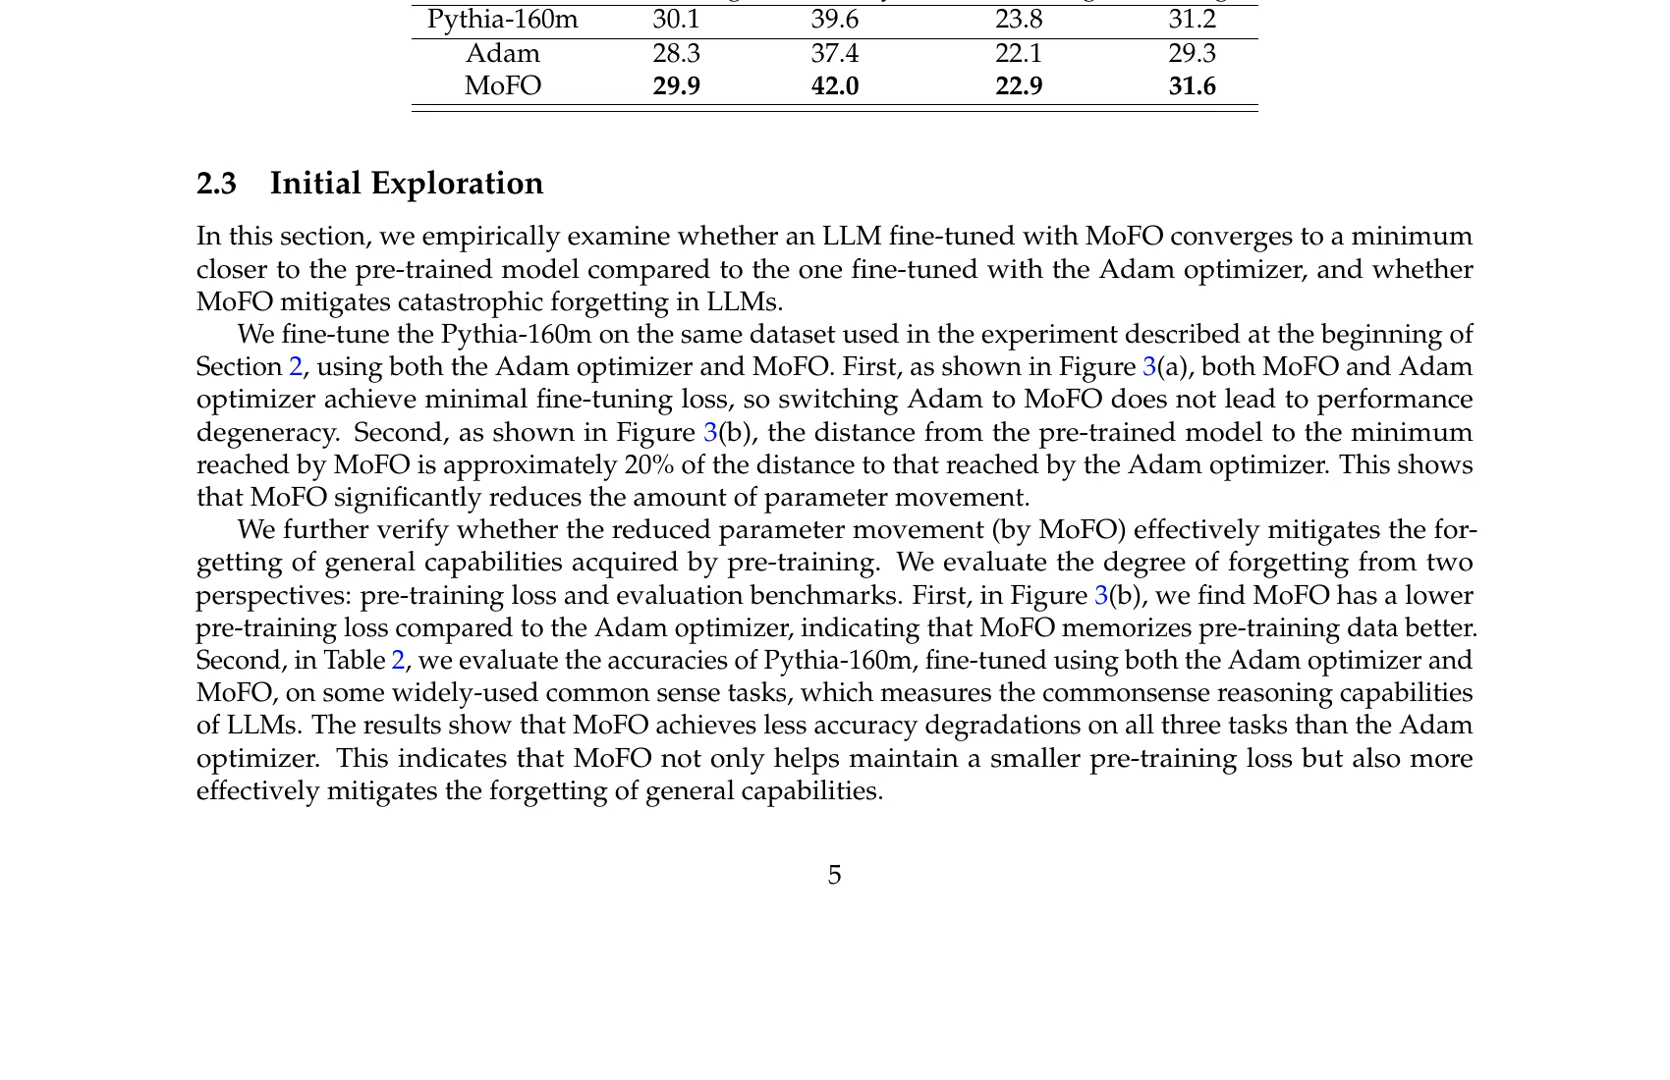 Pythia-160m 30.1 39.6 23.8 31.2
Adam 28.3 37.4 22.1 29.3
MoFO 29.9 42.0 22.9 31.6
2.3 Initial Exploration
In this section, we empirically examine whether an LLM fine-tuned with MoFO converges to a minimum
closer to the pre-trained model compared to the one fine-tuned with the Adam optimizer, and whether
MoFO mitigates catastrophic forgetting in LLMs.
We fine-tune the Pythia-160m on the same dataset used in the experiment described at the beginning of
Section 2, using both the Adam optimizer and MoFO. First, as shown in Figure 3(a), both MoFO and Adam
optimizer achieve minimal fine-tuning loss, so switching Adam to MoFO does not lead to performance
degeneracy. Second, as shown in Figure 3(b), the distance from the pre-trained model to the minimum
reached by MoFO is approximately 20% of the distance to that reached by the Adam optimizer. This shows
that MoFO significantly reduces the amount of parameter movement.
We further verify whether the reduced parameter movement (by MoFO) effectively mitigates the for-
getting of general capabilities acquired by pre-training. We evaluate the degree of forgetting from two
perspectives: pre-training loss and evaluation benchmarks. First, in Figure 3(b), we find MoFO has a lower
pre-training loss compared to the Adam optimizer, indicating that MoFO memorizes pre-training data better.
Second, in Table 2, we evaluate the accuracies of Pythia-160m, fine-tuned using both the Adam optimizer and
MoFO, on some widely-used common sense tasks, which measures the commonsense reasoning capabilities
of LLMs. The results show that MoFO achieves less accuracy degradations on all three tasks than the Adam
optimizer. This indicates that MoFO not only helps maintain a smaller pre-training loss but also more
effectively mitigates the forgetting of general capabilities.
5